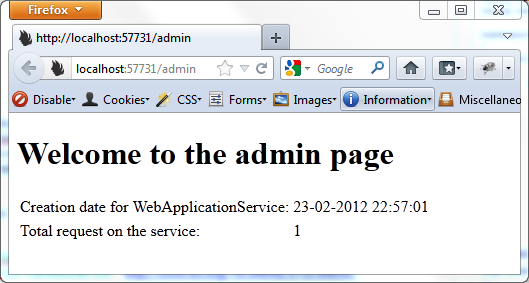 Firefox
http://localhost:57731/admin
localhost:57731/admin
Google
Disable Cookies CSS Forms Images Information Miscellaneo
Welcome to the admin page
Creation date for WebApplicationService: 23-02-2012 22:57:01
Total request on the service: 1